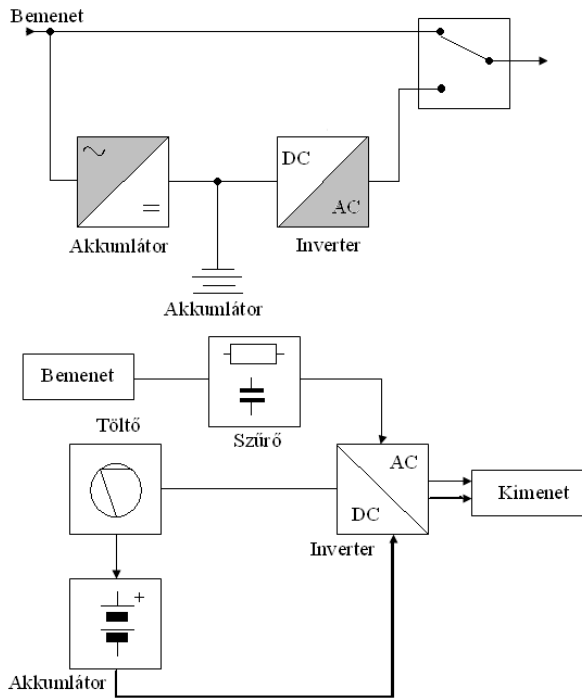 Bemenet
DC
AC
Akkumlátor
Inverter
Akkumlátor
Bemenet
Töltő
Szűrő
AC
DC
Kimenet
Inverter
+
Akkumlátor